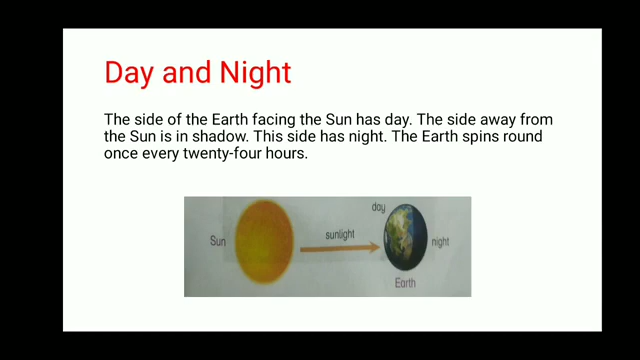 Day and Night
The side of the Earth facing the Sun has day. The side away from
the Sun is in shadow. This side has night. The Earth spins round
once every twenty-four hours.
day
Sun
sunlight
night
Earth